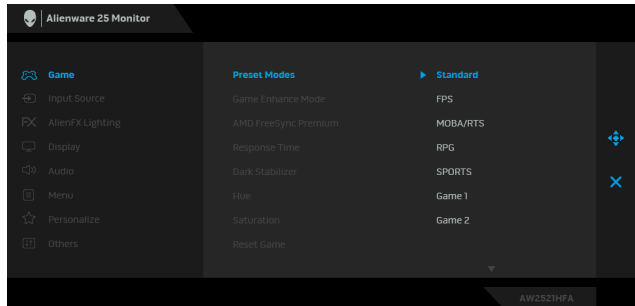 Alienware 25 Monitor
Game
Input Source
AlienFX Lighting
Display
Audio
Menu
Personalize
Others
Preset Modes
Game Enhance Mode
AMD FreeSync Premium
Response Time
Dark Stabilizer
Hue
Saturation
Reset Game
Standard
FPS
MOBA/RTS
RPG
SPORTS
Game 1
Game 2
AW2521HFA